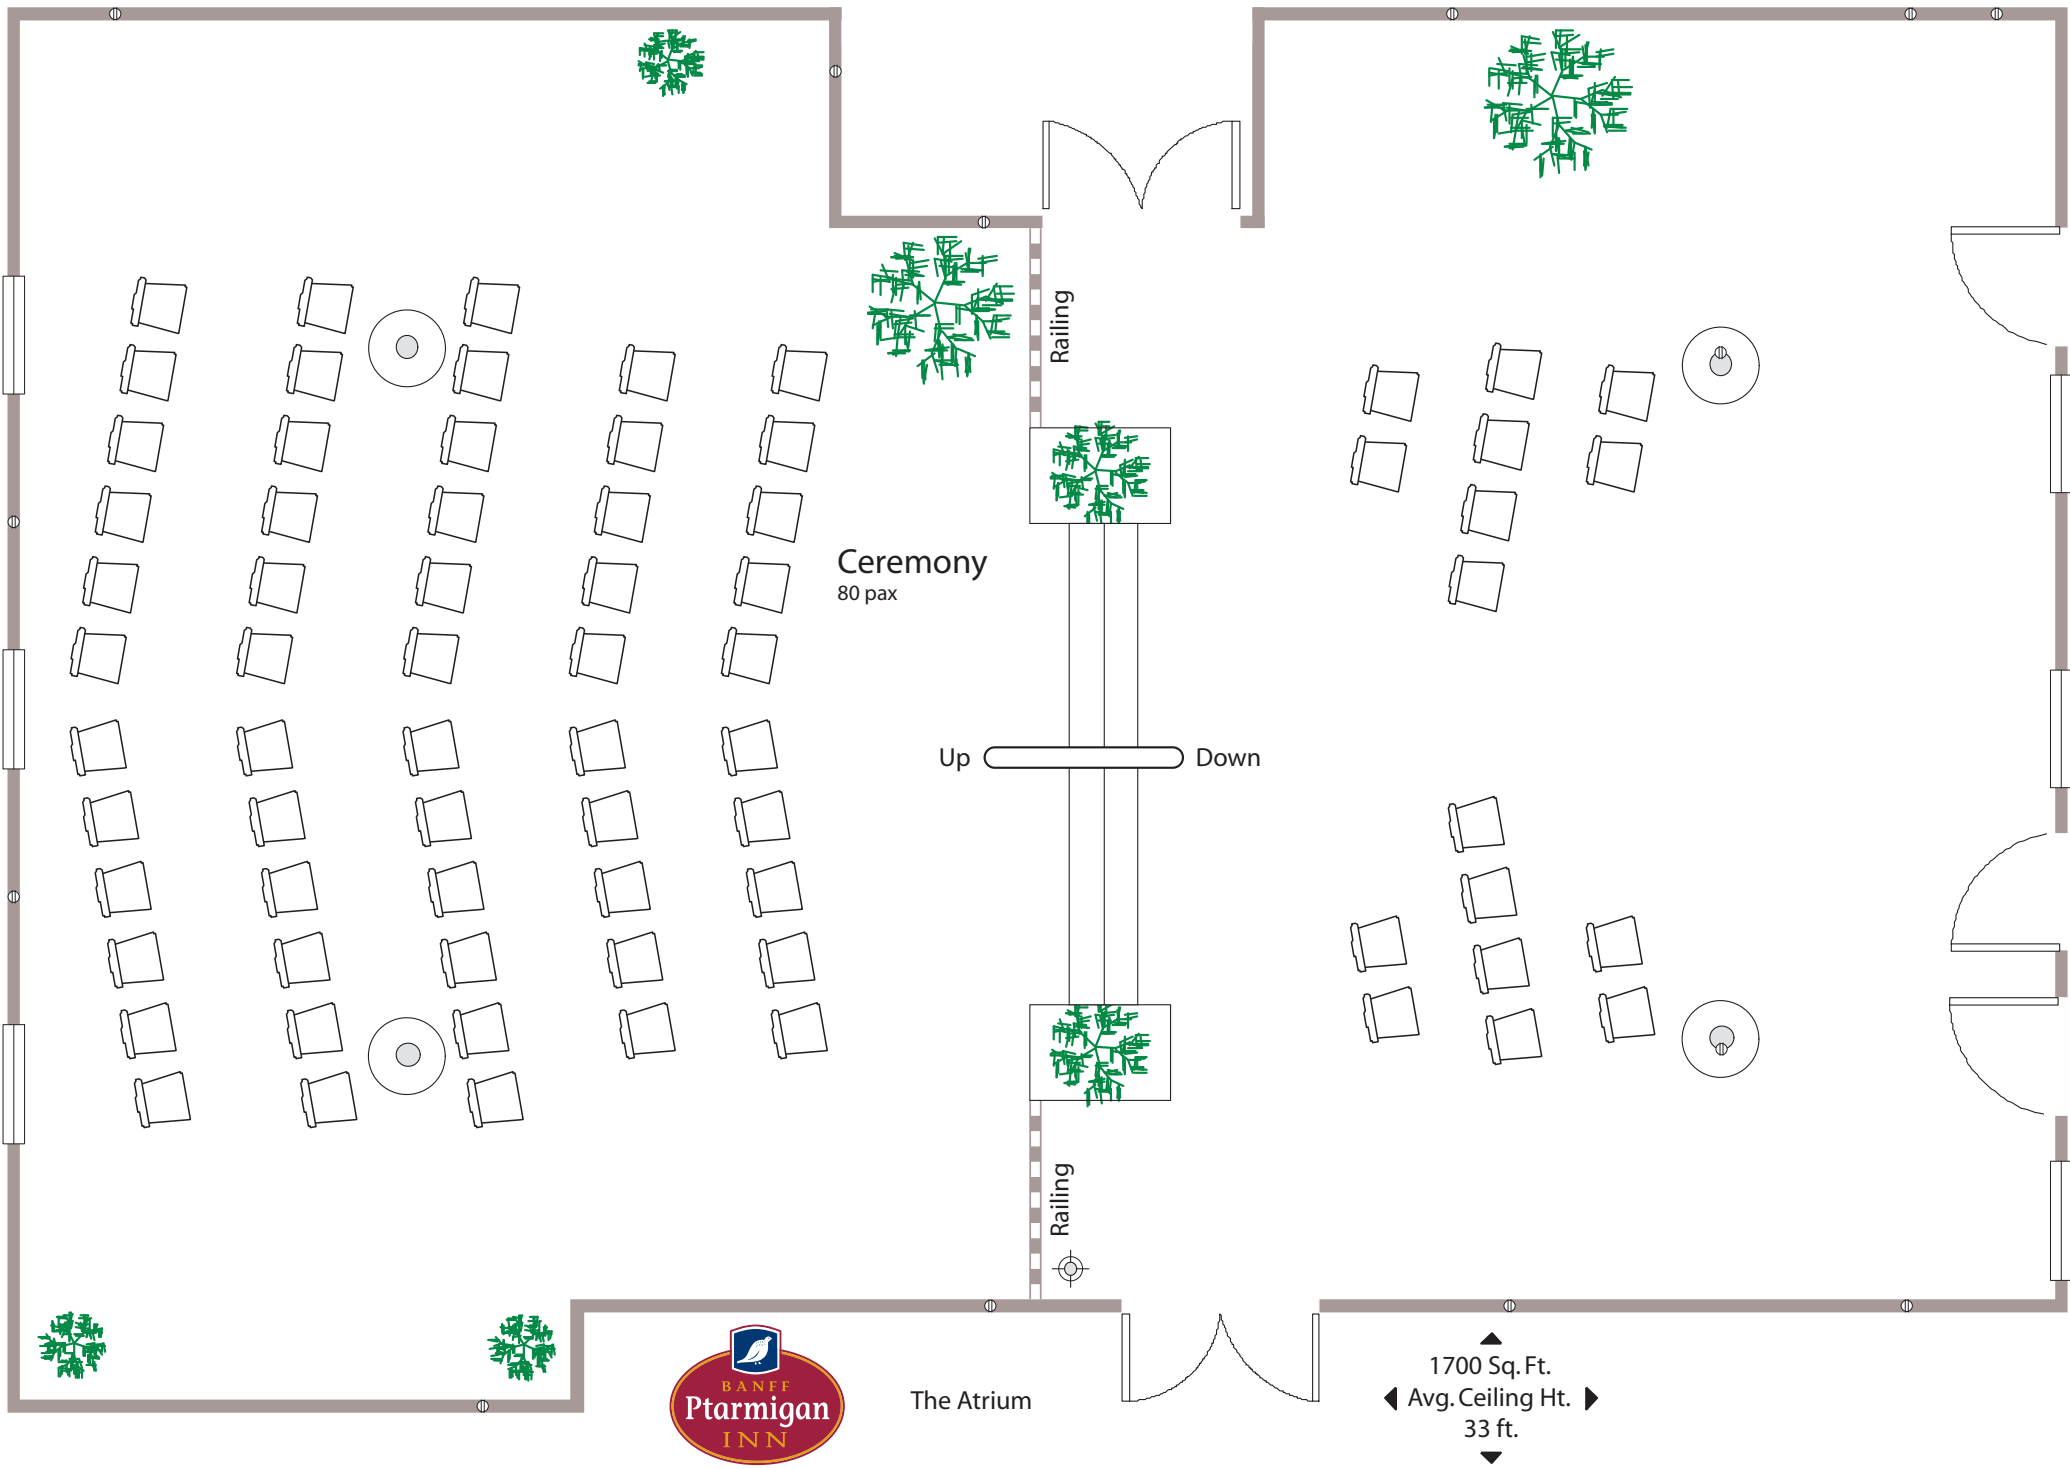 Railing
Ceremony
80 pax
Up
Down
Railing
BANFF
Ptarmigan
INN
The Atrium
1700 Sq. Ft.
Avg. Ceiling Ht.
33 ft.